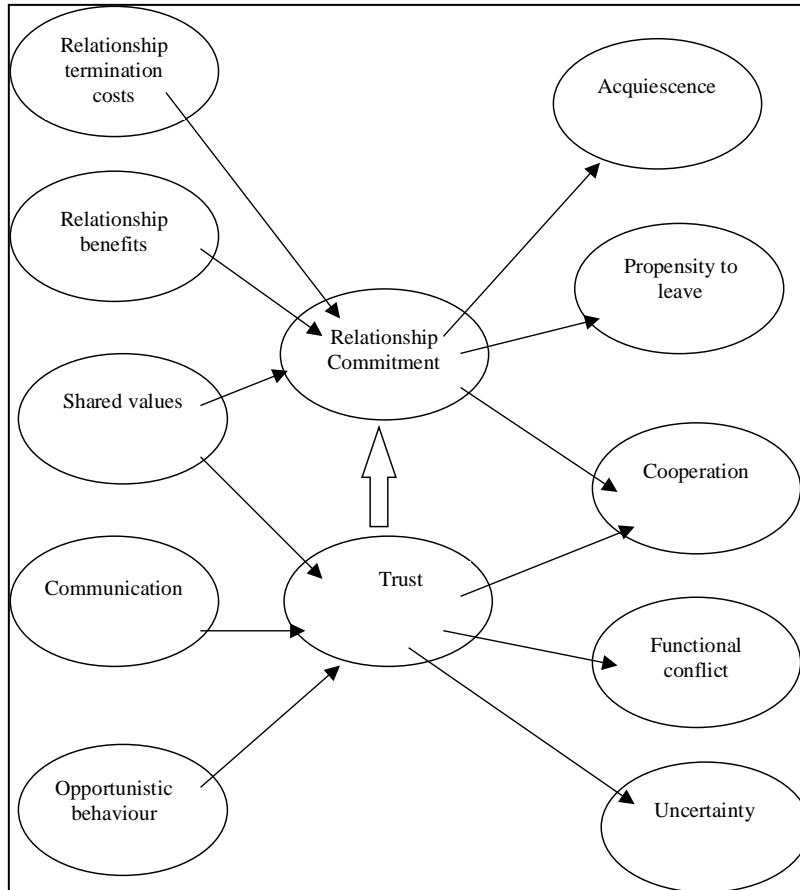 Relationship
termination
costs
Acquiescence
Relationship
benefits
Propensity to
leave
Relationship
Commitment
Shared values
Cooperation
Trust
Communication
Functional
conflict
Opportunistic
behaviour
Uncertainty